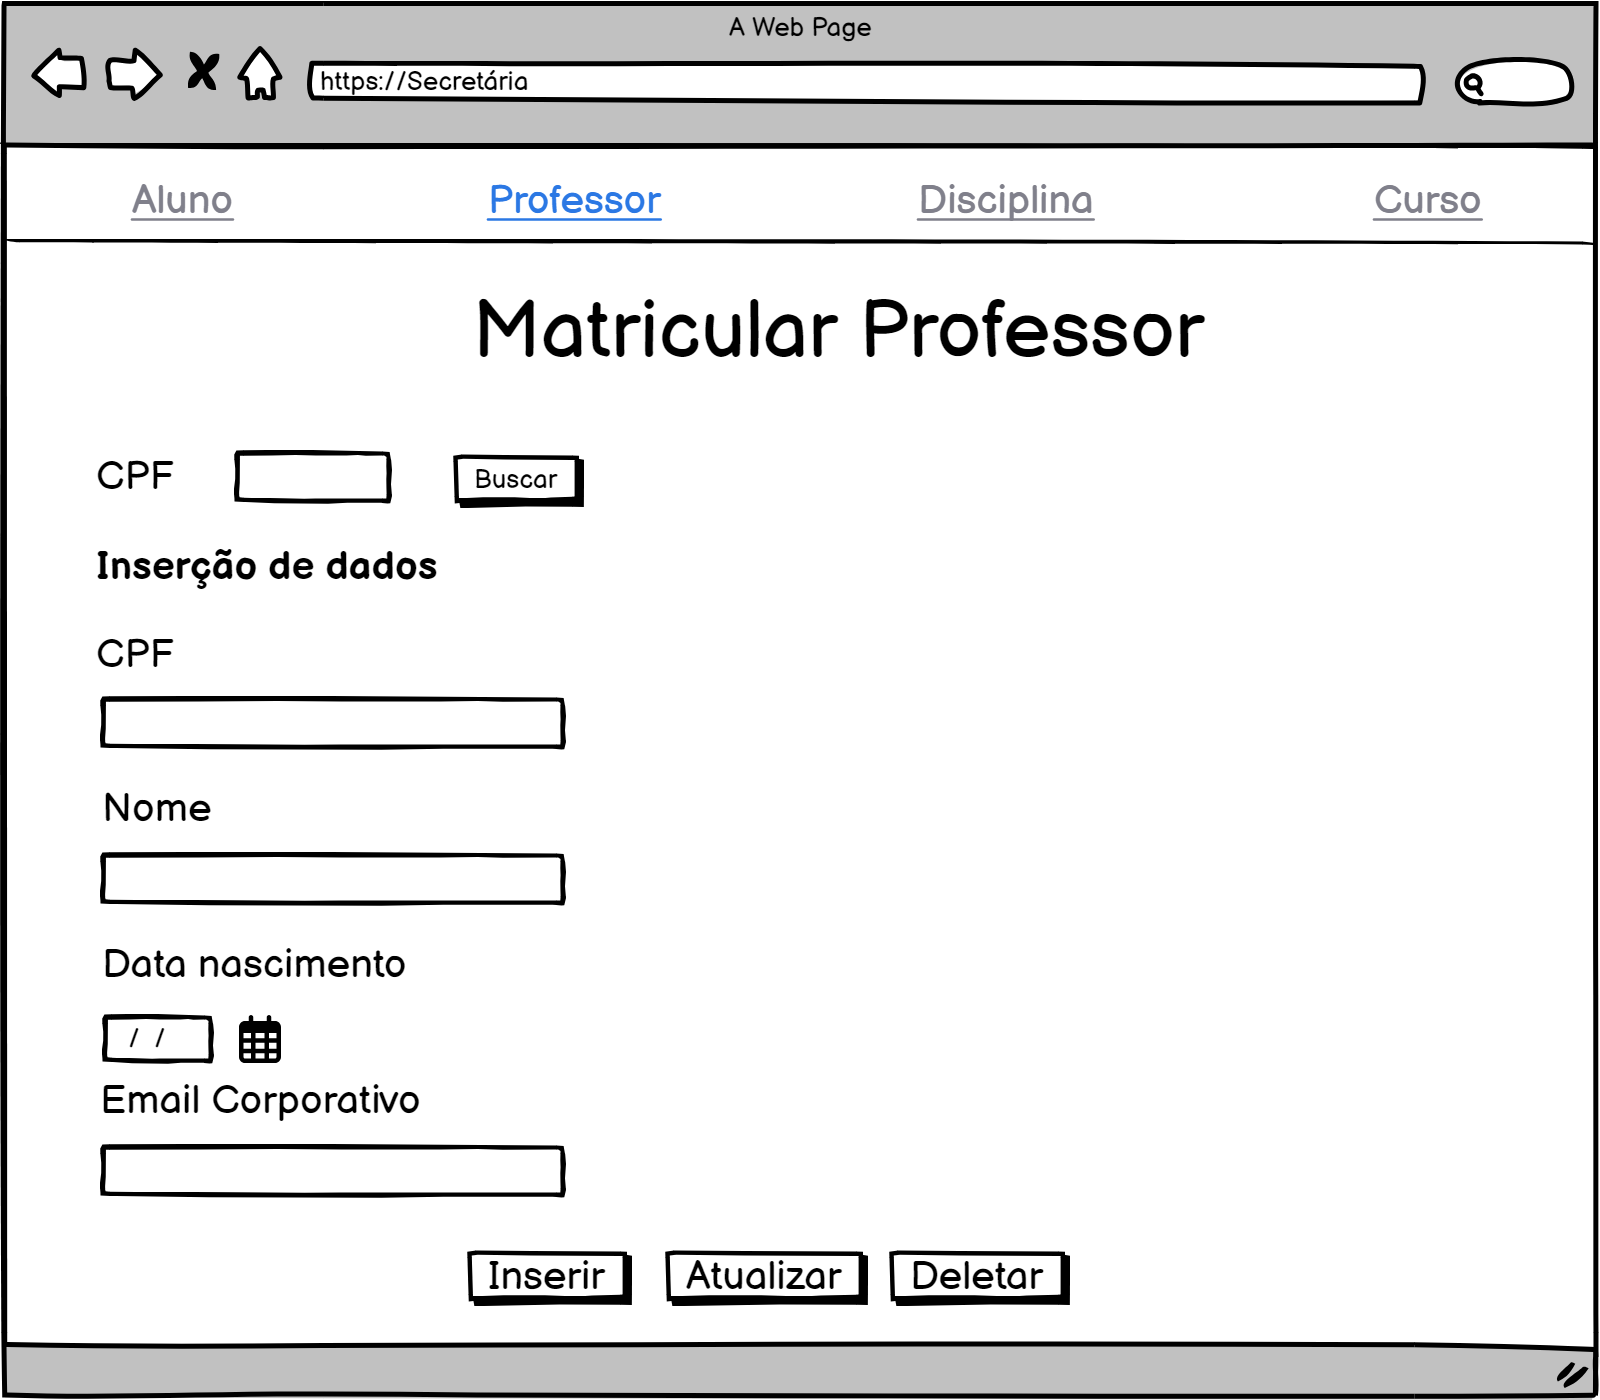 A Web Page
https://Secretária
Aluno Professor Disciplina Curso
Matricular Professor
CPF Buscar
Inserção de dados
CPF
Nome
Data nascimento
/ /
Email Corporativo
Inserir Atualizar Deletar